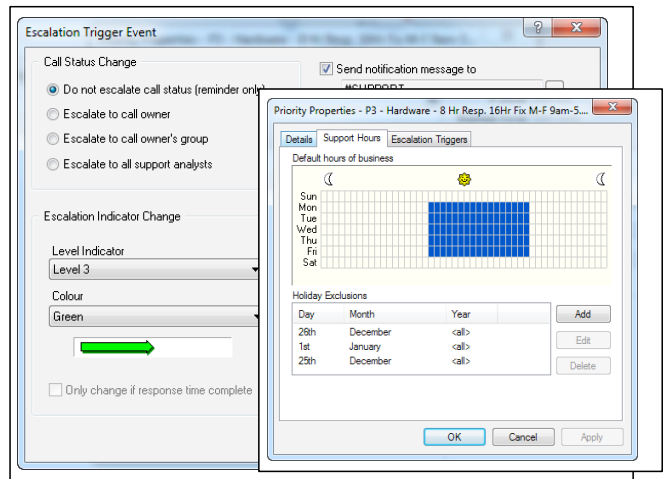 Escalation Trigger Event
Call Status Change
Do not escalate call status (reminder only)
Escalate to call owner
Escalate to call owner's group
Escalate to all support analysts
Send notification message to
Escalation Indicator Change
Level Indicator
Level 3
Colour
Green
Only change if response time complete
Priority Properties - P3 - Hardware - 8 Hr Resp. 16Hr Fix M-F 9am-5....
Details Support Hours Escalation Triggers
Default hours of business
Sun
Mon
Tue
Wed
Thu
Fri
Sat
Holiday Exclusions
Day Month Year
26th December <all>
1st January <all>
25th December <all>
Add
Edit
Delete
OK Cancel Apply